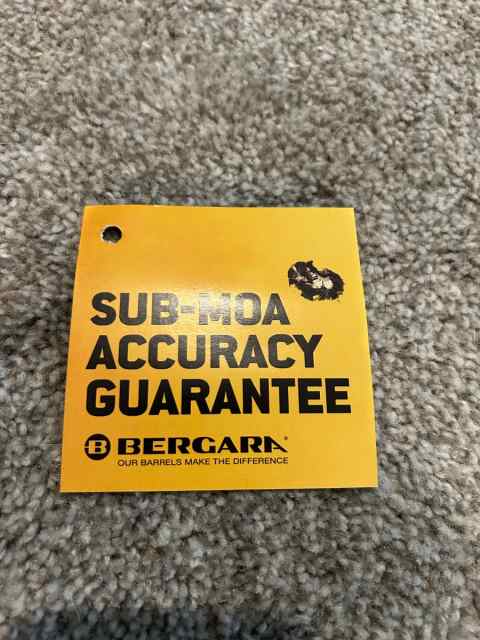 SUB-MOA
ACCURACY
GUARANTEE
B BERGARA®
OUR BARRELS MAKE THE DIFFERENCE